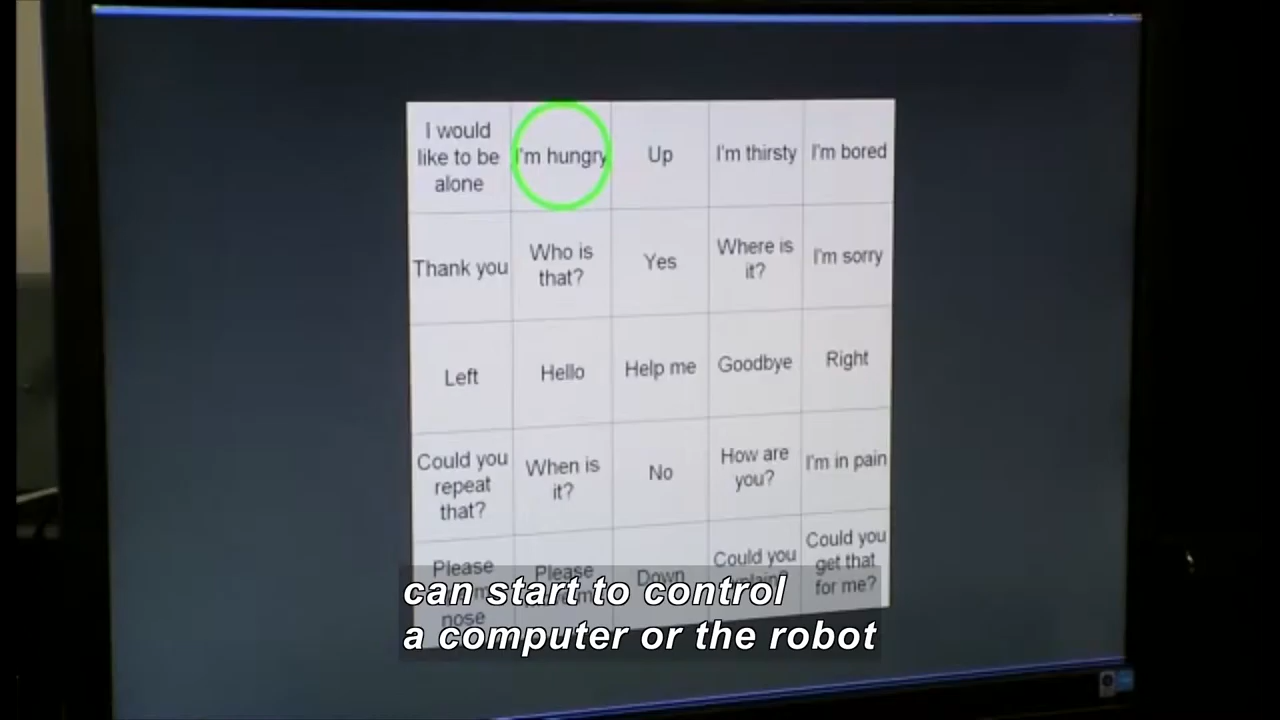 I would
like to be
alone
I'm hungry
Up
I'm thirsty
I'm bored
Thank you
Who is
that?
Yes
Where is
it?
I'm sorry
Left
Hello
Help me
Goodbye
Right
Could you
repeat
that?
When is
it?
No
How are
you?
I'm in pain
Please
nose
Please
Down
Could you
Could you
get that
for me?
can start to control
a computer or the robot